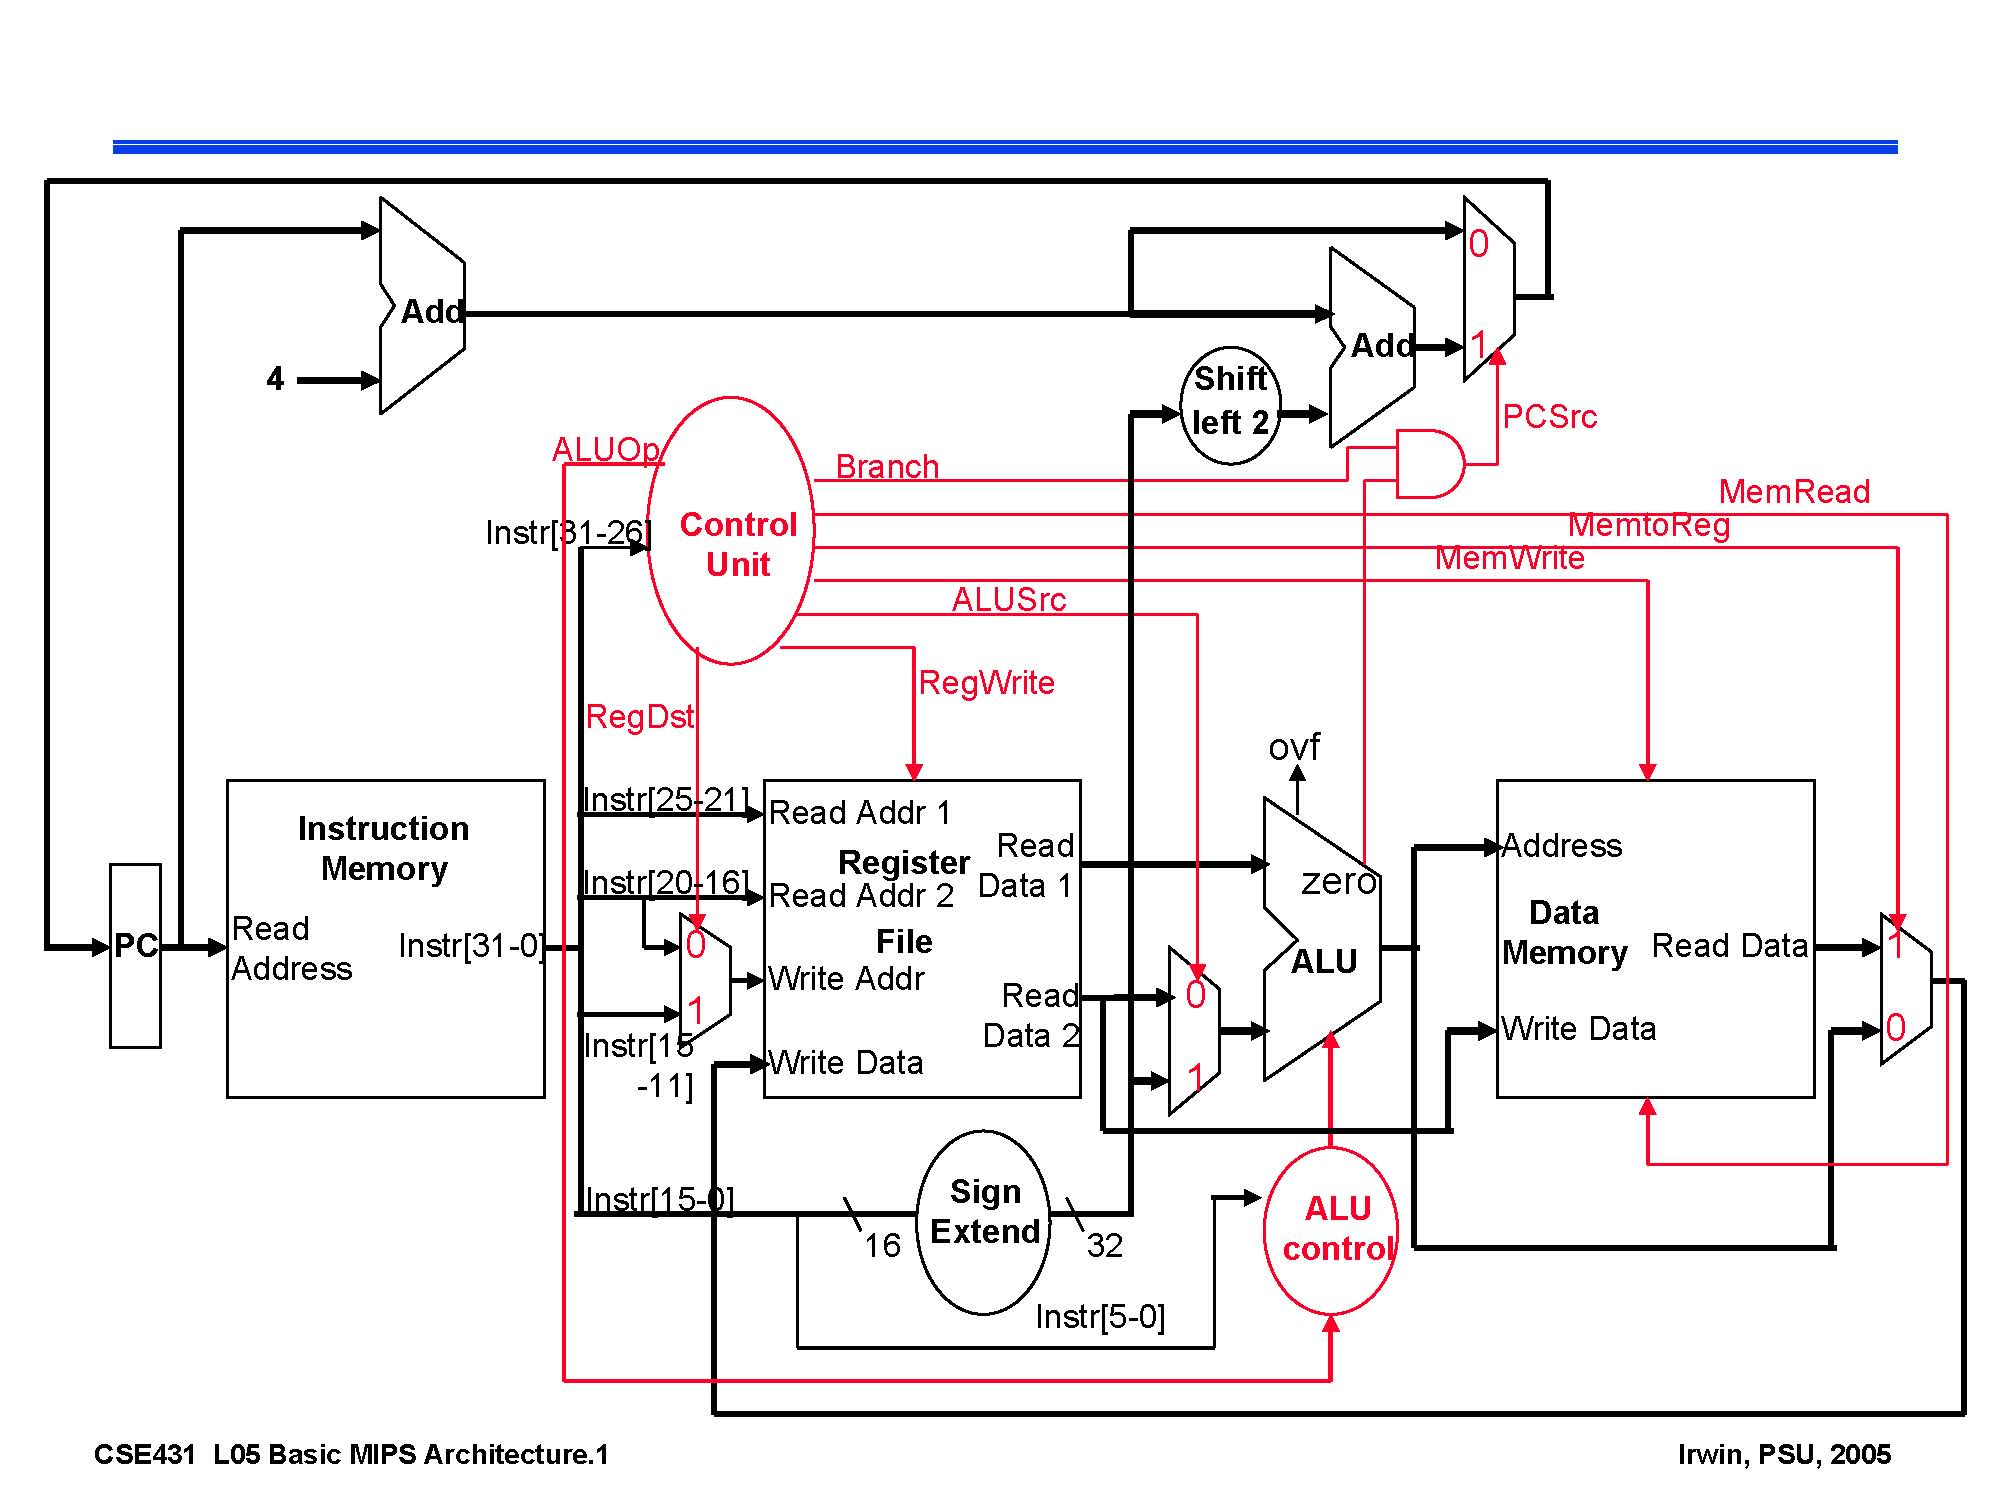 0
Add
Add
1
4
Shift
left 2
PCSrc
ALUOp
Branch
MemRead
Instr[31-26]
Control
Unit
MemtoReg
MemWrite
ALUSrc
RegWrite
RegDst
ovf
Instr[25-21]
Read Addr 1
Instruction
Memory
Register
Read
Data 1
Address
Instr[20-16]
Read Addr 2
zero
Data
Memory
PC
Read
Address
Instr[31-0]
0
File
Read Data
1
ALU
Write Addr
Read
Data 2
0
1
Write Data
0
Instr[15
-11]
Write Data
1
Instr[15-0]
Sign
Extend
16
32
ALU
control
Instr[5-0]
CSE431 L05 Basic MIPS Architecture.1
Irwin, PSU, 2005